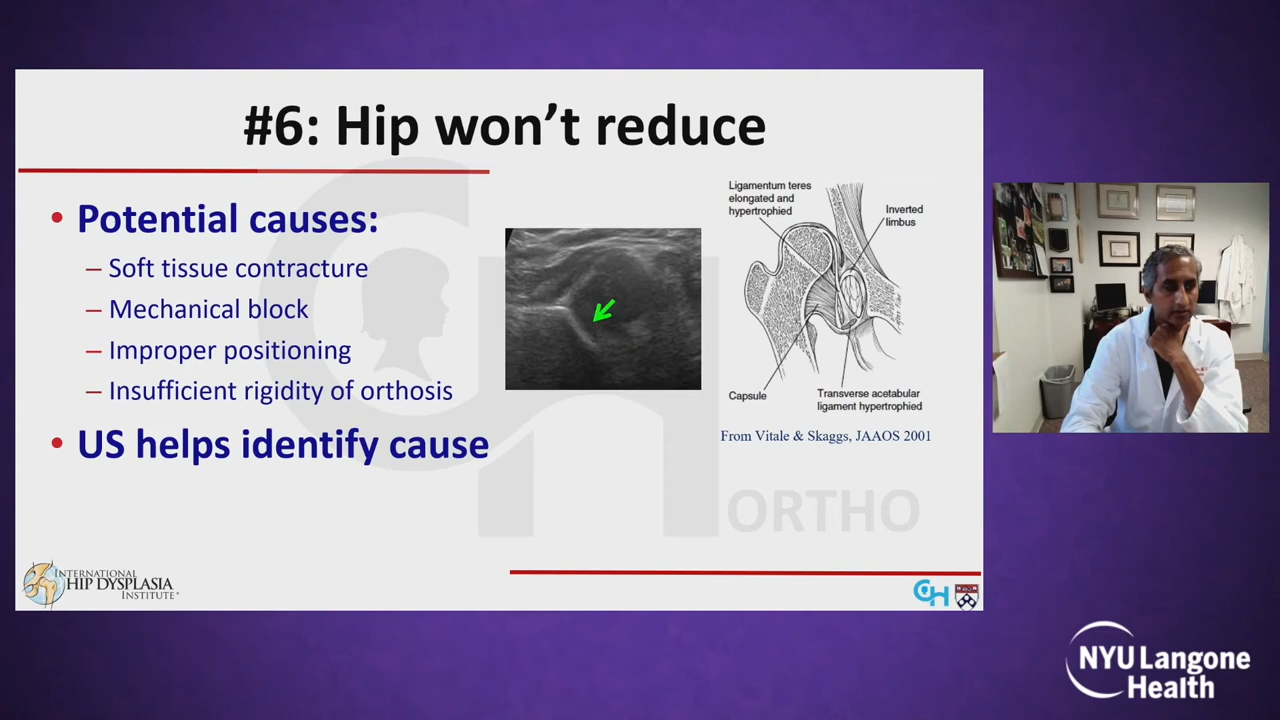 #6: Hip won’t reduce
• Potential causes:
– Soft tissue contracture
– Mechanical block
– Improper positioning
– Insufficient rigidity of orthosis
• US helps identify cause
Ligamentum teres
elongated and
hypertrophied
Inverted
limbus
Capsule
Transverse acetabular
ligament hypertrophied
From Vitale & Skaggs, JAAOS 2001
ORTHO
INTERNATIONAL
HIP DYSPLASIA
INSTITUTE
CH
NYU Langone
Health